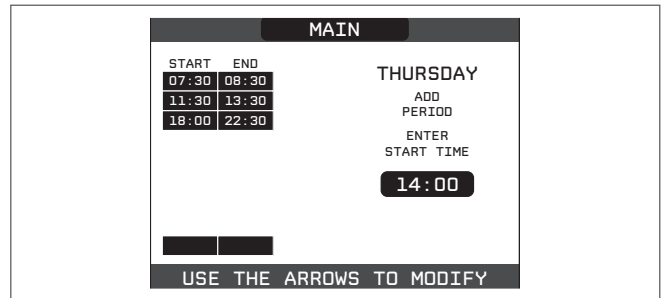 MAIN
START END
07:30 08:30
11:30 13:30
18:00 22:30
THURSDAY
ADD
PERIOD
ENTER
START TIME
14:00
USE THE ARROWS TO MODIFY